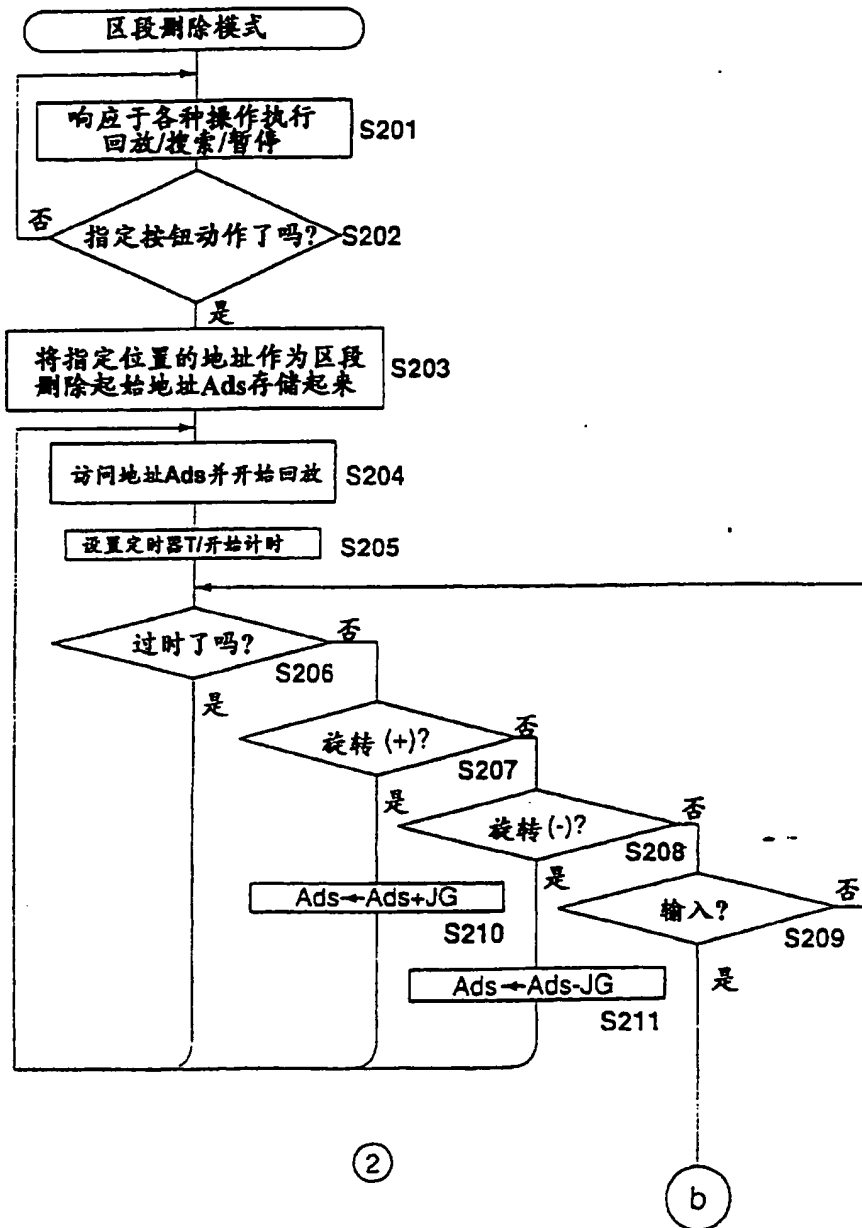 区段删除模式
响应于各种操作执行
回放/搜索/暂停
S201
否
指定按钮动作了吗?
S202
是
将指定位置的地址作为区段
删除起始地址Ads存储起来
S203
访问地址Ads并开始回放
S204
设置定时器T/开始计时
S205
过时了吗?
否
S206
是
旋转(+)?
否
S207
是
旋转(-)?
否
S208
是
Ads←Ads+JG
S210
输入?
否
S209
是
Ads←Ads-JG
S211
2
b